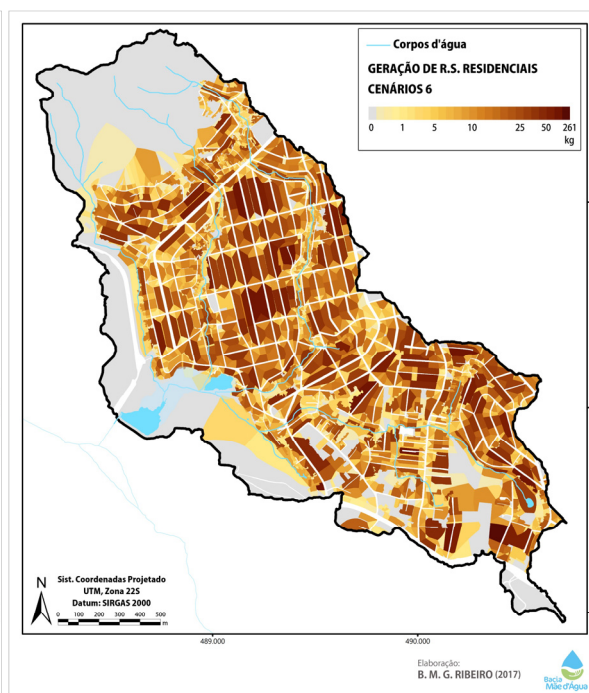 Corpos d'água
GERAÇÃO DE R.S. RESIDENCIAIS
CENÁRIOS 6
0 1 5 10 25 50 261
kg
N
Sist. Coordenadas Projetado
UTM, Zona 22S
Datum: SIRGAS 2000
0 100 200 300 400 500
m
489.000 490.000
Elaboração:
B. M. G. RIBEIRO (2017)
Bacia
Mãe d'Água